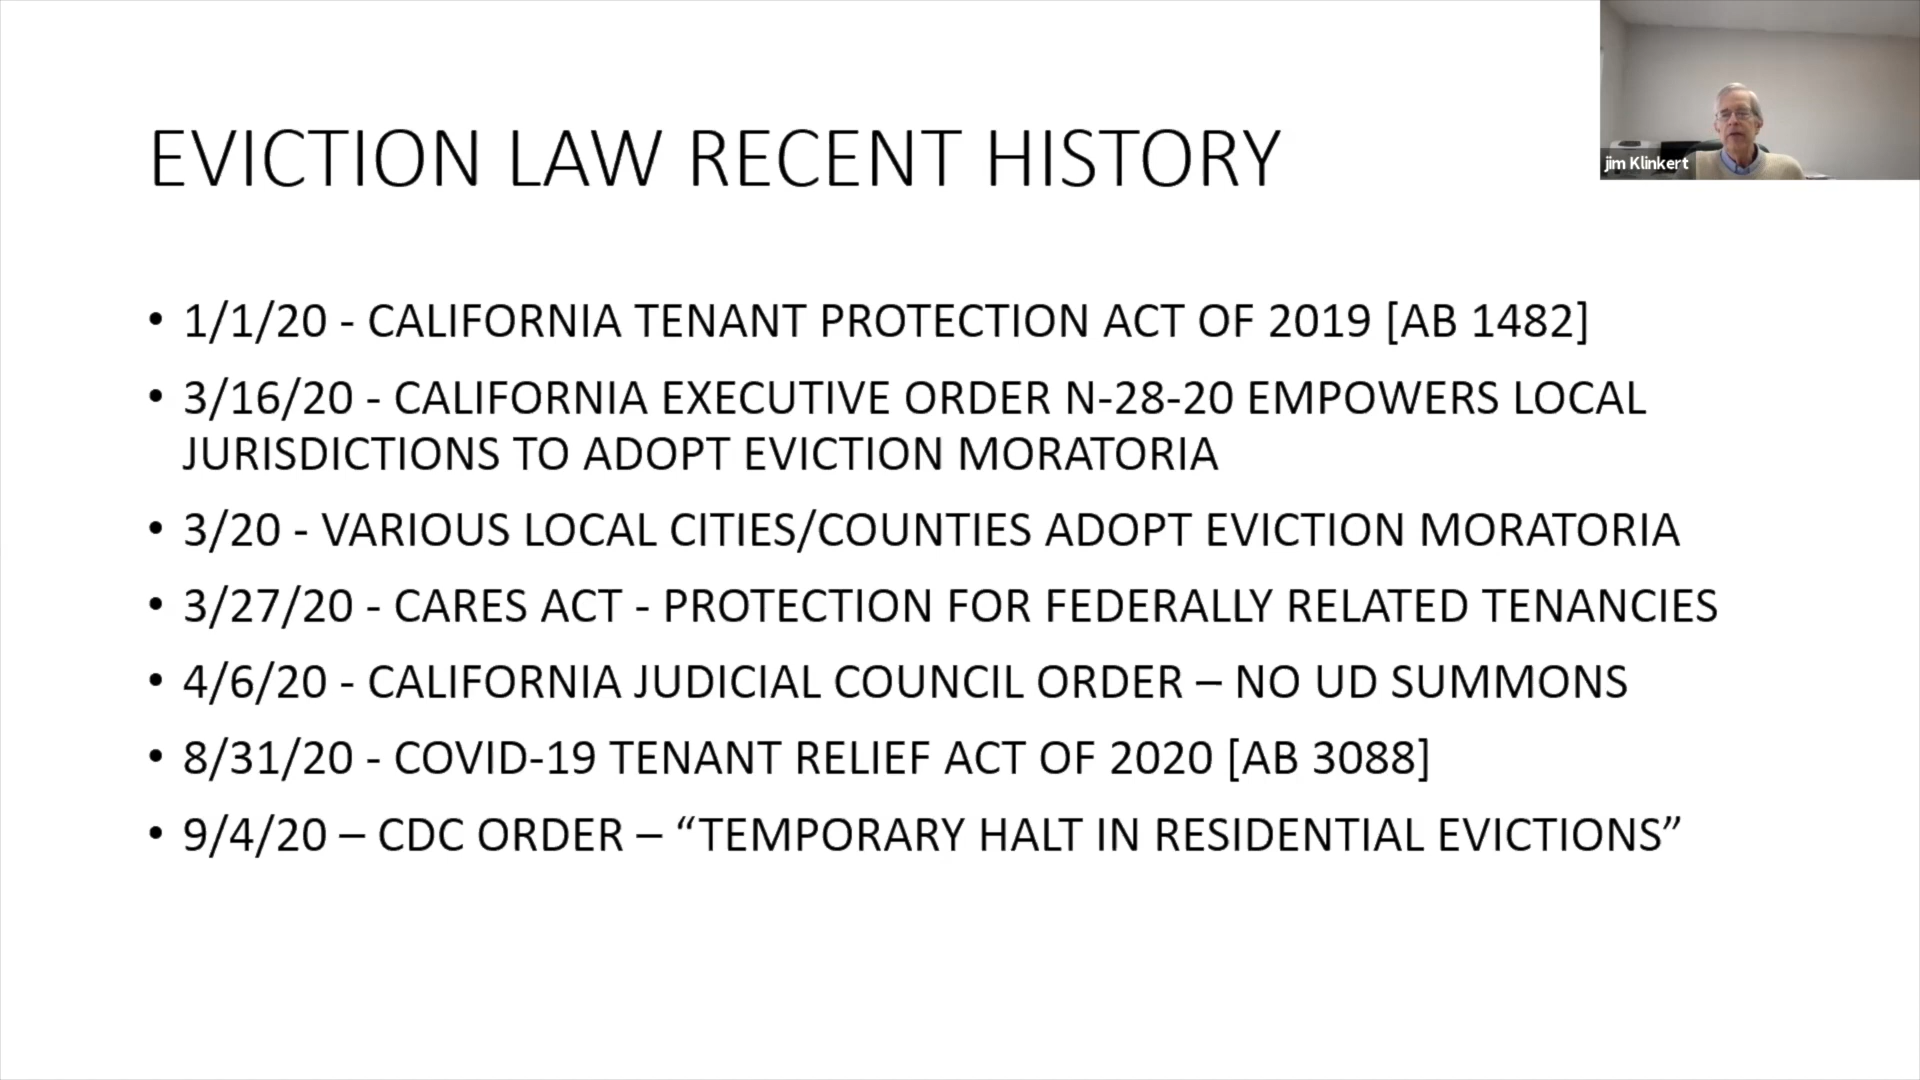 EVICTION LAW RECENT HISTORY
jim Klinkert
• 1/1/20 - CALIFORNIA TENANT PROTECTION ACT OF 2019 [AB 1482]
• 3/16/20 - CALIFORNIA EXECUTIVE ORDER N-28-20 EMPOWERS LOCAL
JURISDICTIONS TO ADOPT EVICTION MORATORIA
• 3/20 - VARIOUS LOCAL CITIES/COUNTIES ADOPT EVICTION MORATORIA
• 3/27/20 - CARES ACT - PROTECTION FOR FEDERALLY RELATED TENANCIES
• 4/6/20 - CALIFORNIA JUDICIAL COUNCIL ORDER – NO UD SUMMONS
• 8/31/20 - COVID-19 TENANT RELIEF ACT OF 2020 [AB 3088]
• 9/4/20 – CDC ORDER – “TEMPORARY HALT IN RESIDENTIAL EVICTIONS”